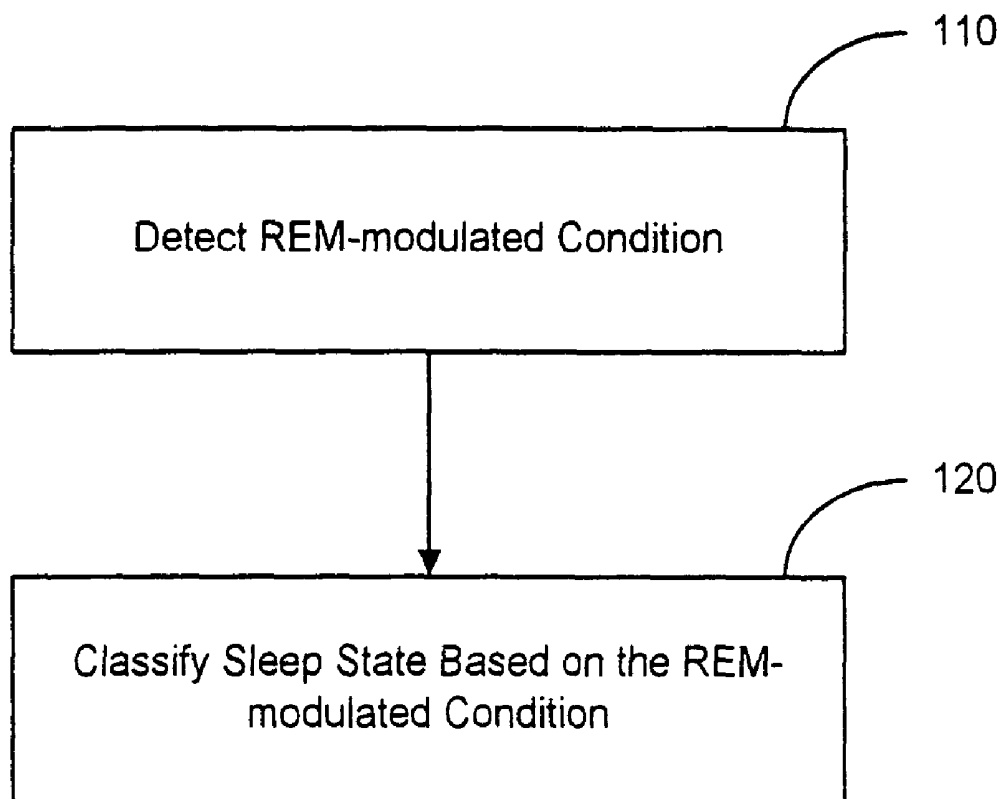 110
Detect REM-modulated Condition
120
Classify Sleep State Based on the REM-
modulated Condition